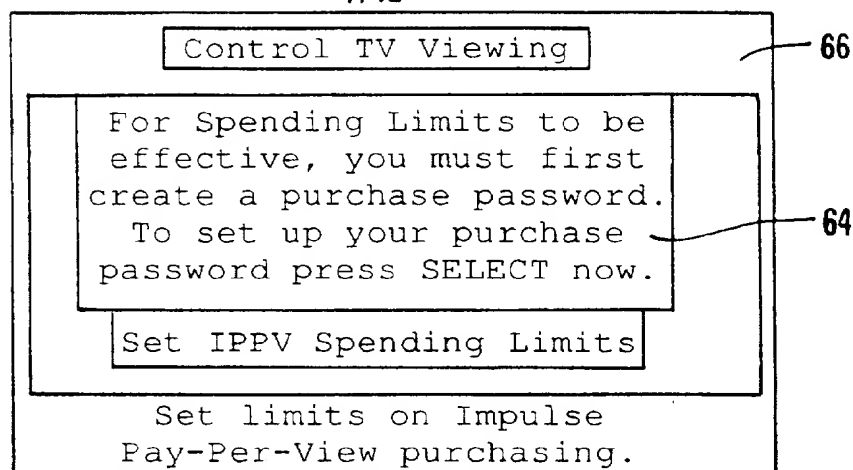 Control TV Viewing
66
For Spending Limits to be
effective, you must first
create a purchase password.
To set up your purchase
64
password press SELECT now.
Set IPPV Spending Limits
Set limits on Impulse
Pay-Per-View purchasing.